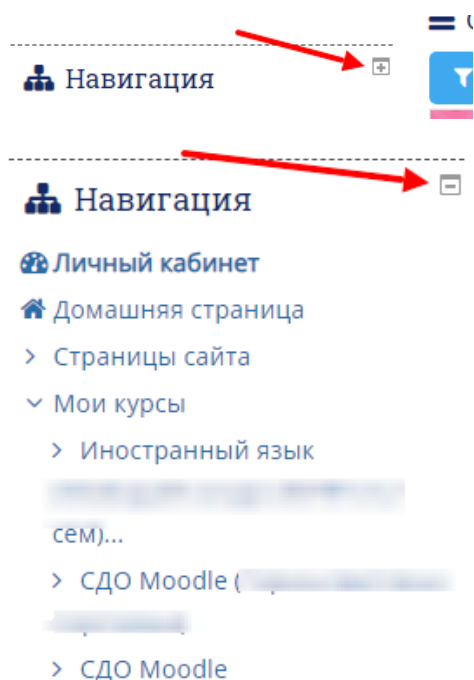 Навигация
Навигация
Личный кабинет
Домашняя страница
Страницы сайта
Мои курсы
Иностранный язык
сем)...
СДО Moodle (
СДО Moodle